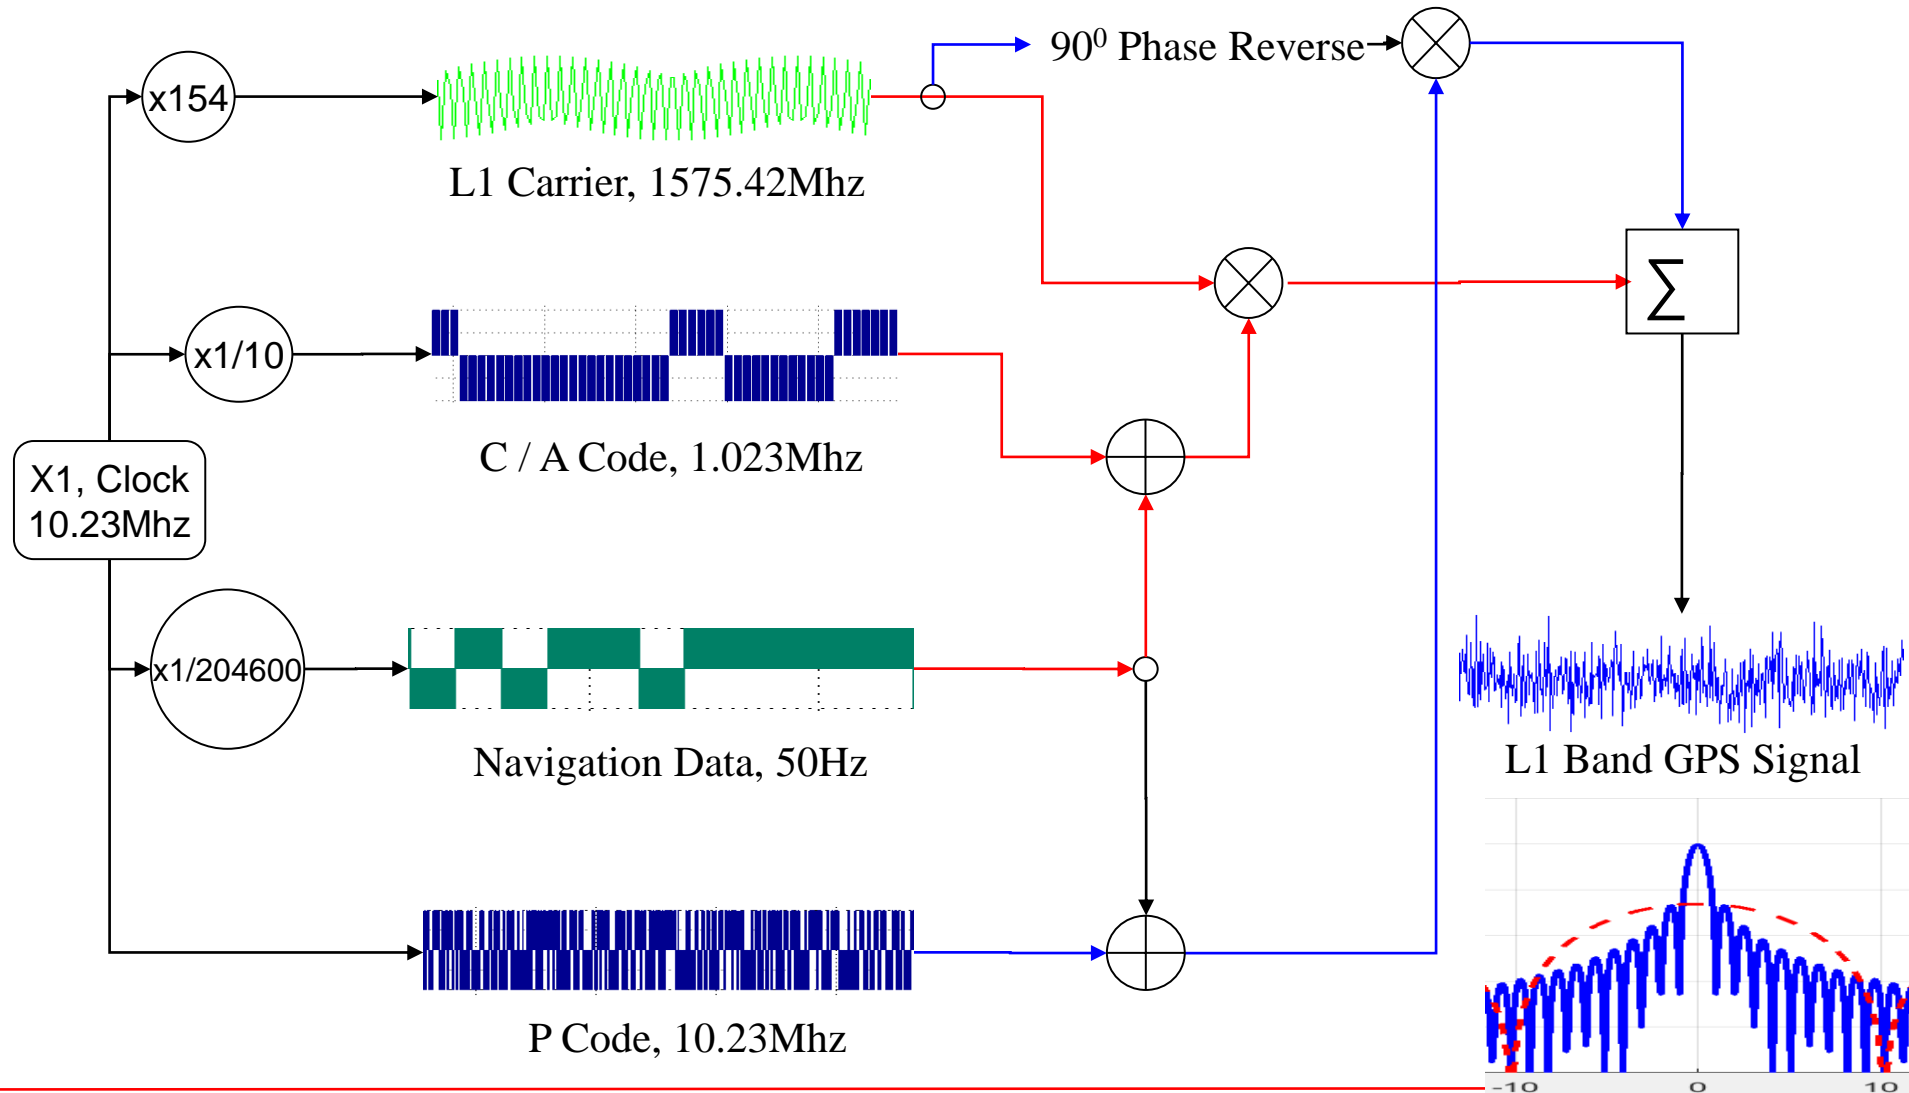 90⁰ Phase Reverse
x154
L1 Carrier, 1575.42Mhz
∑
x1/10
C / A Code, 1.023Mhz
X1, Clock
10.23Mhz
x1/204600
Navigation Data, 50Hz
L1 Band GPS Signal
P Code, 10.23Mhz
-10 0 10